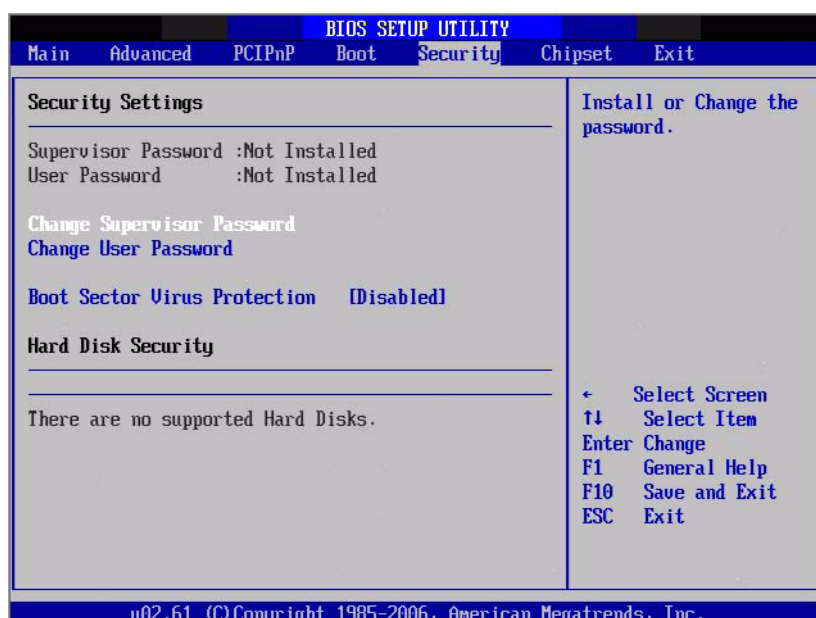 BIOS SETUP UTILITY
Main Advanced PCIPnP Boot Security Chipset Exit
Security Settings
Supervisor Password :Not Installed
User Password :Not Installed
Change Supervisor Password
Change User Password
Boot Sector Virus Protection [Disabled]
Hard Disk Security
There are no supported Hard Disks.
Install or Change the
password.
← Select Screen
↑↓ Select Item
Enter Change
F1 General Help
F10 Save and Exit
ESC Exit
v02.61 (C)Copyright 1985-2006, American Megatrends, Inc.